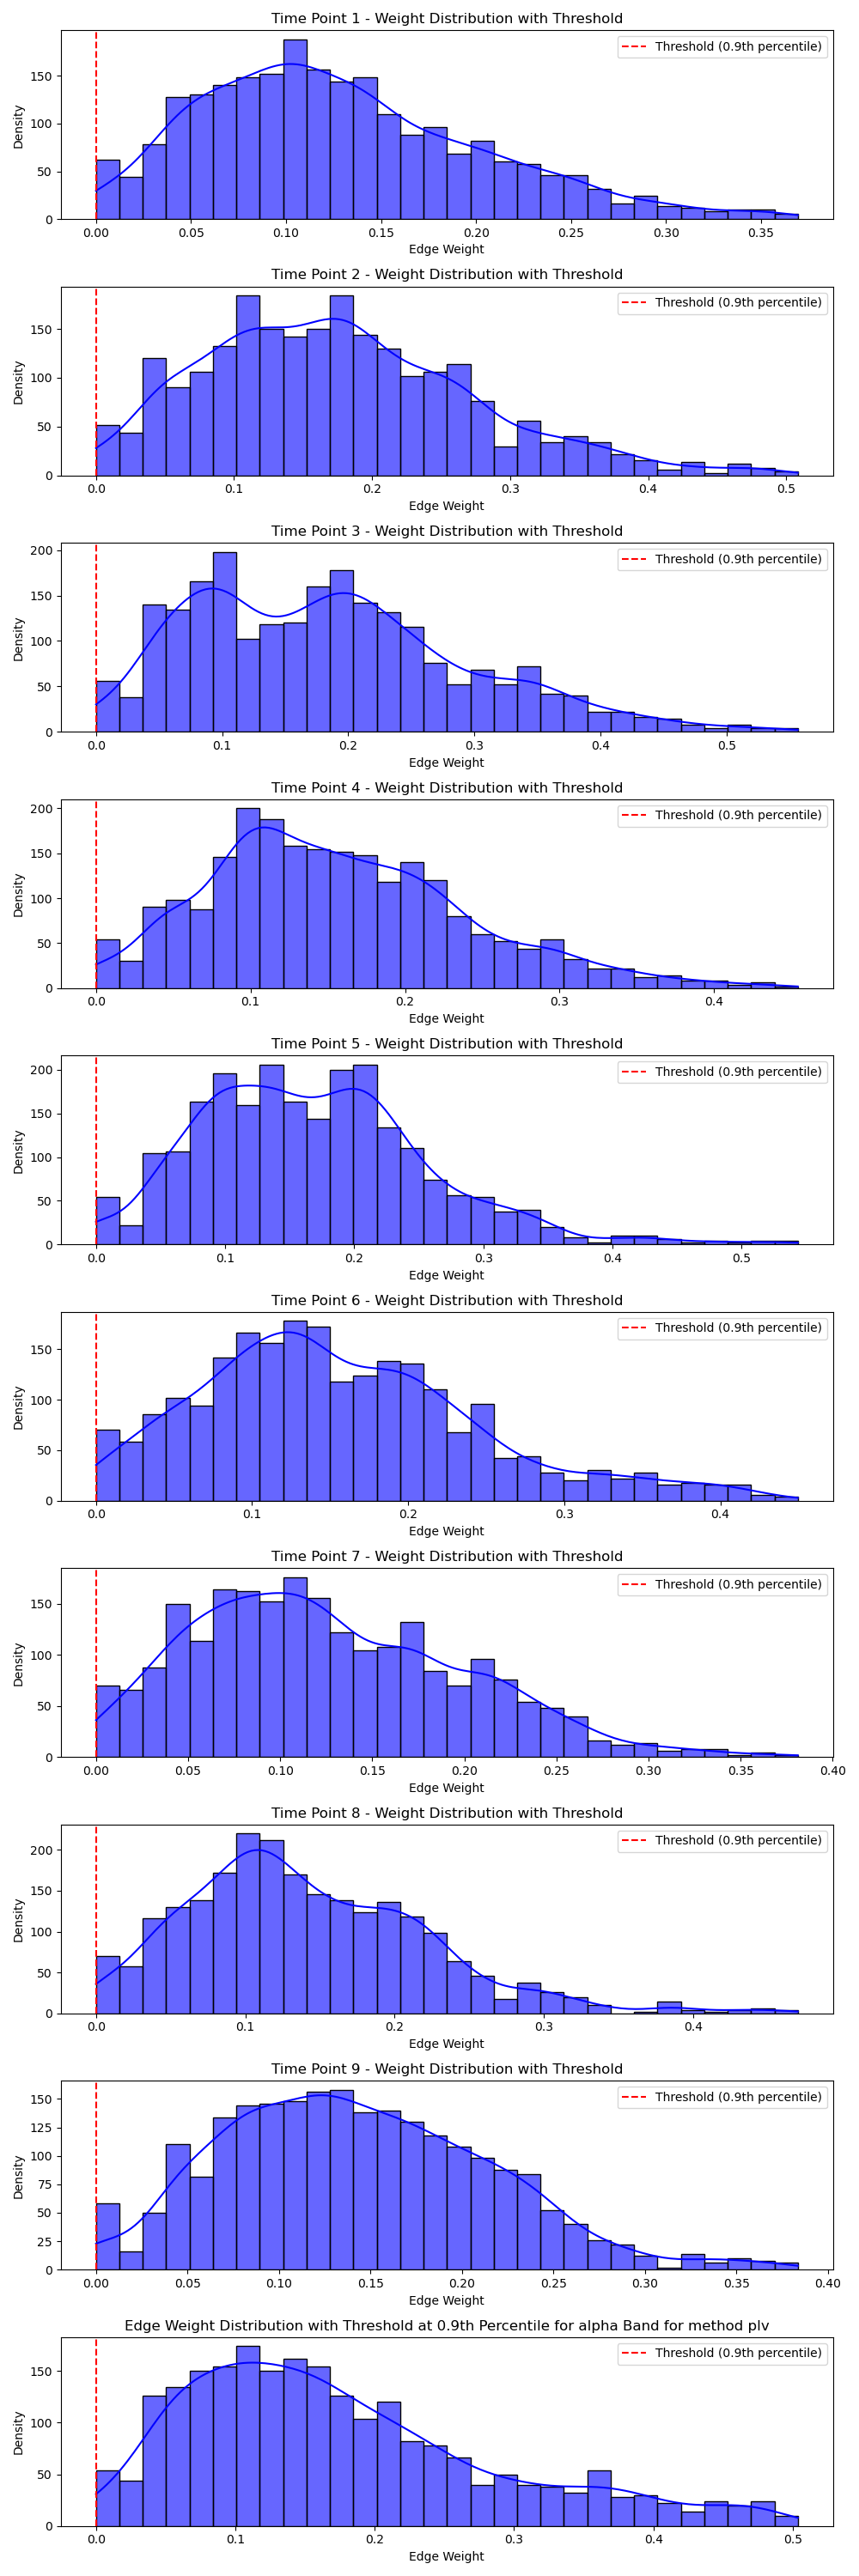 Time Point 1 - Weight Distribution with Threshold
Threshold (0.9th percentile)
Density
150
100
50
0
0.00 0.05 0.10 0.15 0.20 0.25 0.30 0.35
Edge Weight
Time Point 2 - Weight Distribution with Threshold
Threshold (0.9th percentile)
Density
150
100
50
0
0.0 0.1 0.2 0.3 0.4 0.5
Edge Weight
Time Point 3 - Weight Distribution with Threshold
Threshold (0.9th percentile)
Density
200
150
100
50
0
0.0 0.1 0.2 0.3 0.4 0.5
Edge Weight
Time Point 4 - Weight Distribution with Threshold
Threshold (0.9th percentile)
Density
200
150
100
50
0
0.0 0.1 0.2 0.3 0.4
Edge Weight
Time Point 5 - Weight Distribution with Threshold
Threshold (0.9th percentile)
Density
200
150
100
50
0
0.0 0.1 0.2 0.3 0.4 0.5
Edge Weight
Time Point 6 - Weight Distribution with Threshold
Threshold (0.9th percentile)
Density
150
100
50
0
0.0 0.1 0.2 0.3 0.4
Edge Weight
Time Point 7 - Weight Distribution with Threshold
Threshold (0.9th percentile)
Density
150
100
50
0
0.00 0.05 0.10 0.15 0.20 0.25 0.30 0.35 0.40
Edge Weight
Time Point 8 - Weight Distribution with Threshold
Threshold (0.9th percentile)
Density
200
150
100
50
0
0.0 0.1 0.2 0.3 0.4
Edge Weight
Time Point 9 - Weight Distribution with Threshold
Threshold (0.9th percentile)
Density
150
125
100
75
50
25
0
0.00 0.05 0.10 0.15 0.20 0.25 0.30 0.35 0.40
Edge Weight
Edge Weight Distribution with Threshold at 0.9th Percentile for alpha Band for method plv
Threshold (0.9th percentile)
Density
150
100
50
0
0.0 0.1 0.2 0.3 0.4 0.5
Edge Weight